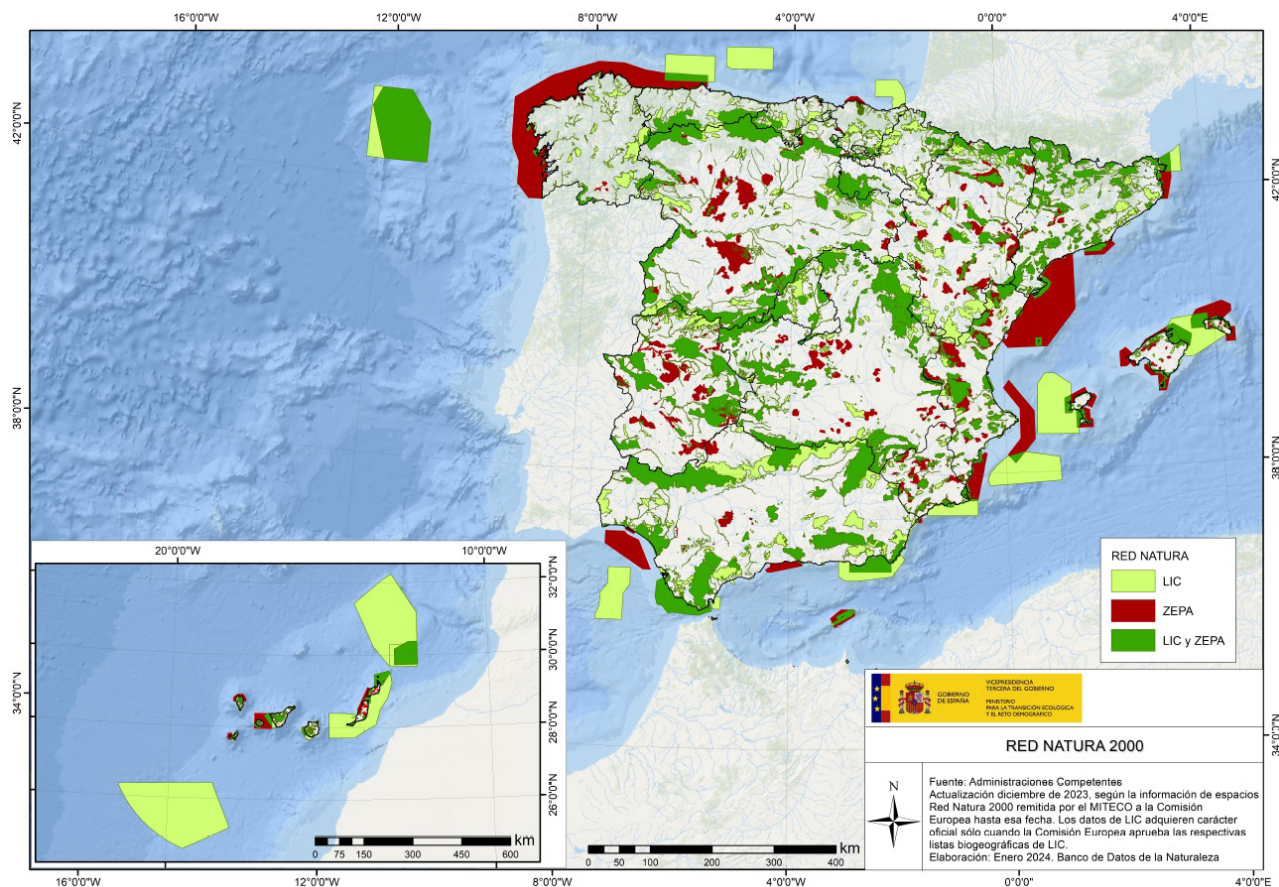 16°0'0"W 12°0'0"W 8°0'0"W 4°0'0"W 0°0'0" 4°0'0"E
42°0'0"N
42°0'0"N
38°0'0"N
38°0'0"N
34°0'0"N
34°0'0"N
20°0'0"W 10°0'0"W
32°0'0"N
30°0'0"N
28°0'0"N
26°0'0"N
km
0 75 150 300 450 600
km
0 50 100 200 300 400
RED NATURA
LIC
ZEPA
LIC y ZEPA
GOBIERNO
DE ESPAÑA
VICEPRESIDENCIA
TERCERA DEL GOBIERNO
MINISTERIO
PARA LA TRANSICIÓN ECOLÓGICA
Y EL RETO DEMOGRÁFICO
RED NATURA 2000
N
Fuente: Administraciones Competentes
Actualización diciembre de 2023, según la información de espacios
Red Natura 2000 remitida por el MITECO a la Comisión
Europea hasta esa fecha. Los datos de LIC adquieren carácter
oficial sólo cuando la Comisión Europea aprueba las respectivas
listas biogeográficas de LIC.
Elaboración: Enero 2024. Banco de Datos de la Naturaleza
16°0'0"W 12°0'0"W 8°0'0"W 4°0'0"W 0°0'0" 4°0'0"E